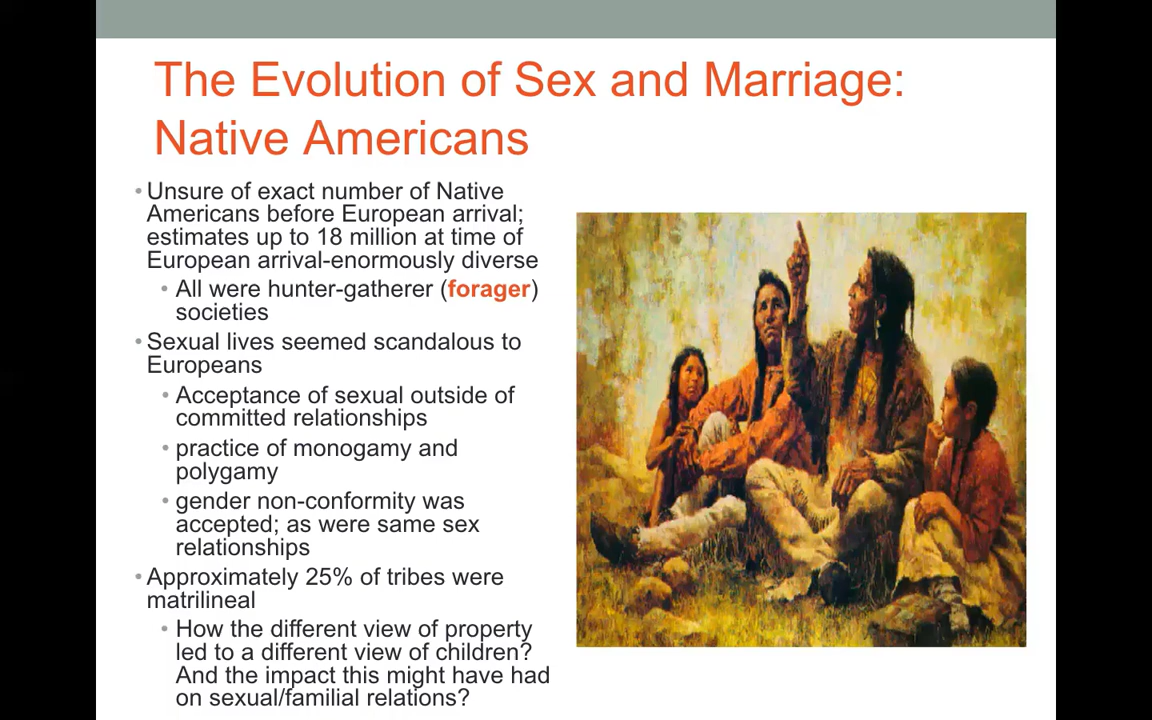 The Evolution of Sex and Marriage:
Native Americans
•Unsure of exact number of Native
Americans before European arrival;
estimates up to 18 million at time of
European arrival-enormously diverse
• All were hunter-gatherer (forager)
societies
•Sexual lives seemed scandalous to
Europeans
• Acceptance of sexual outside of
committed relationships
• practice of monogamy and
polygamy
• gender non-conformity was
accepted; as were same sex
relationships
•Approximately 25% of tribes were
matrilineal
• How the different view of property
led to a different view of children?
And the impact this might have had
on sexual/familial relations?